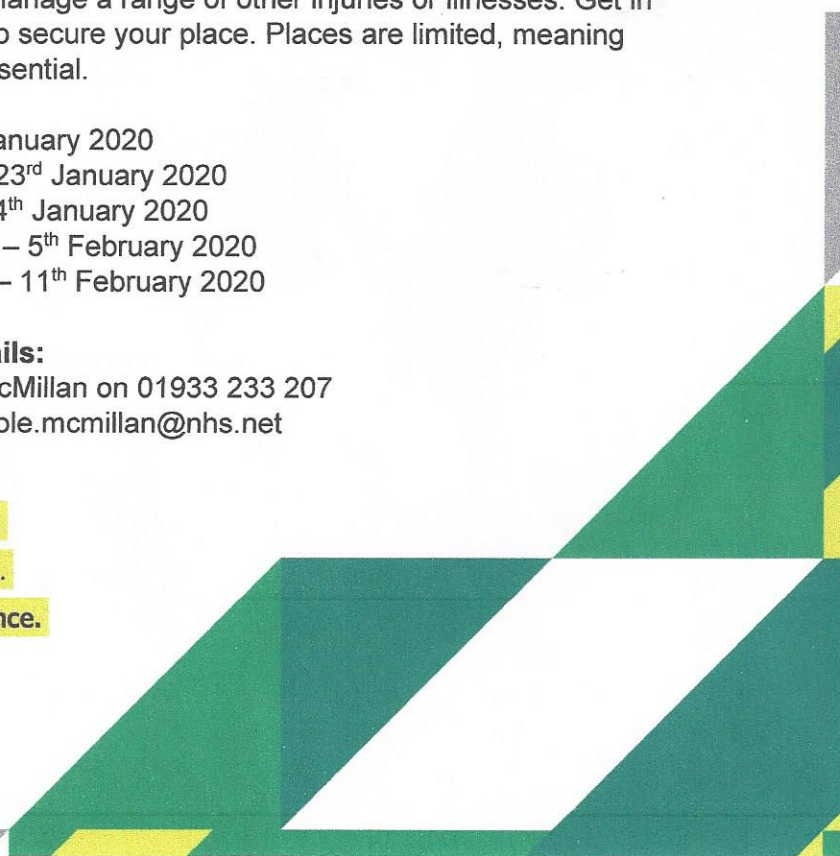 manage a range of other injuries or illnesses. Get in
o secure your place. Places are limited, meaning
sential.
anuary 2020
23rd January 2020
4th January 2020
– 5th February 2020
– 11th February 2020
ails:
cMillan on 01933 233 207
ole.mcmillan@nhs.net
.
nce.